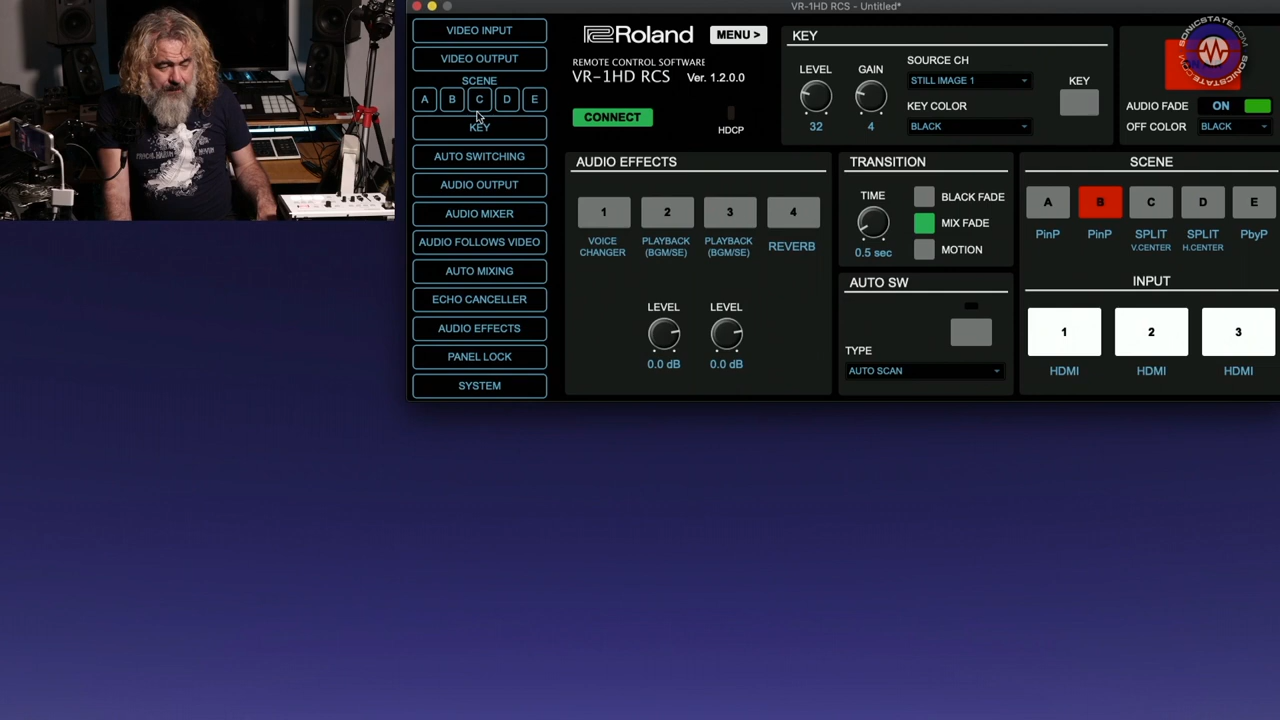 VR-1HD RCS - Untitled*
VIDEO INPUT
VIDEO OUTPUT
SCENE
A B C D E
KEY
AUTO SWITCHING
AUDIO OUTPUT
AUDIO MIXER
AUDIO FOLLOWS VIDEO
AUTO MIXING
ECHO CANCELLER
AUDIO EFFECTS
PANEL LOCK
SYSTEM
Roland
MENU >
REMOTE CONTROL SOFTWARE
VR-1HD RCS Ver. 1.2.0.0
CONNECT
HDCP
KEY
LEVEL
32
GAIN
4
SOURCE CH
STILL IMAGE 1
KEY COLOR
BLACK
KEY
SONICSTATE.COM
SONICSTATE.COM
ON
AUDIO FADE ON
OFF COLOR BLACK
AUDIO EFFECTS
1 2 3 4
VOICE CHANGER
PLAYBACK (BGM/SE)
PLAYBACK (BGM/SE)
REVERB
LEVEL LEVEL
0.0 dB 0.0 dB
TRANSITION
TIME
0.5 sec
BLACK FADE
MIX FADE
MOTION
AUTO SW
TYPE
AUTO SCAN
SCENE
A B C D E
PinP
PinP
SPLIT V.CENTER
SPLIT H.CENTER
PbyP
INPUT
1 2 3
HDMI HDMI HDMI